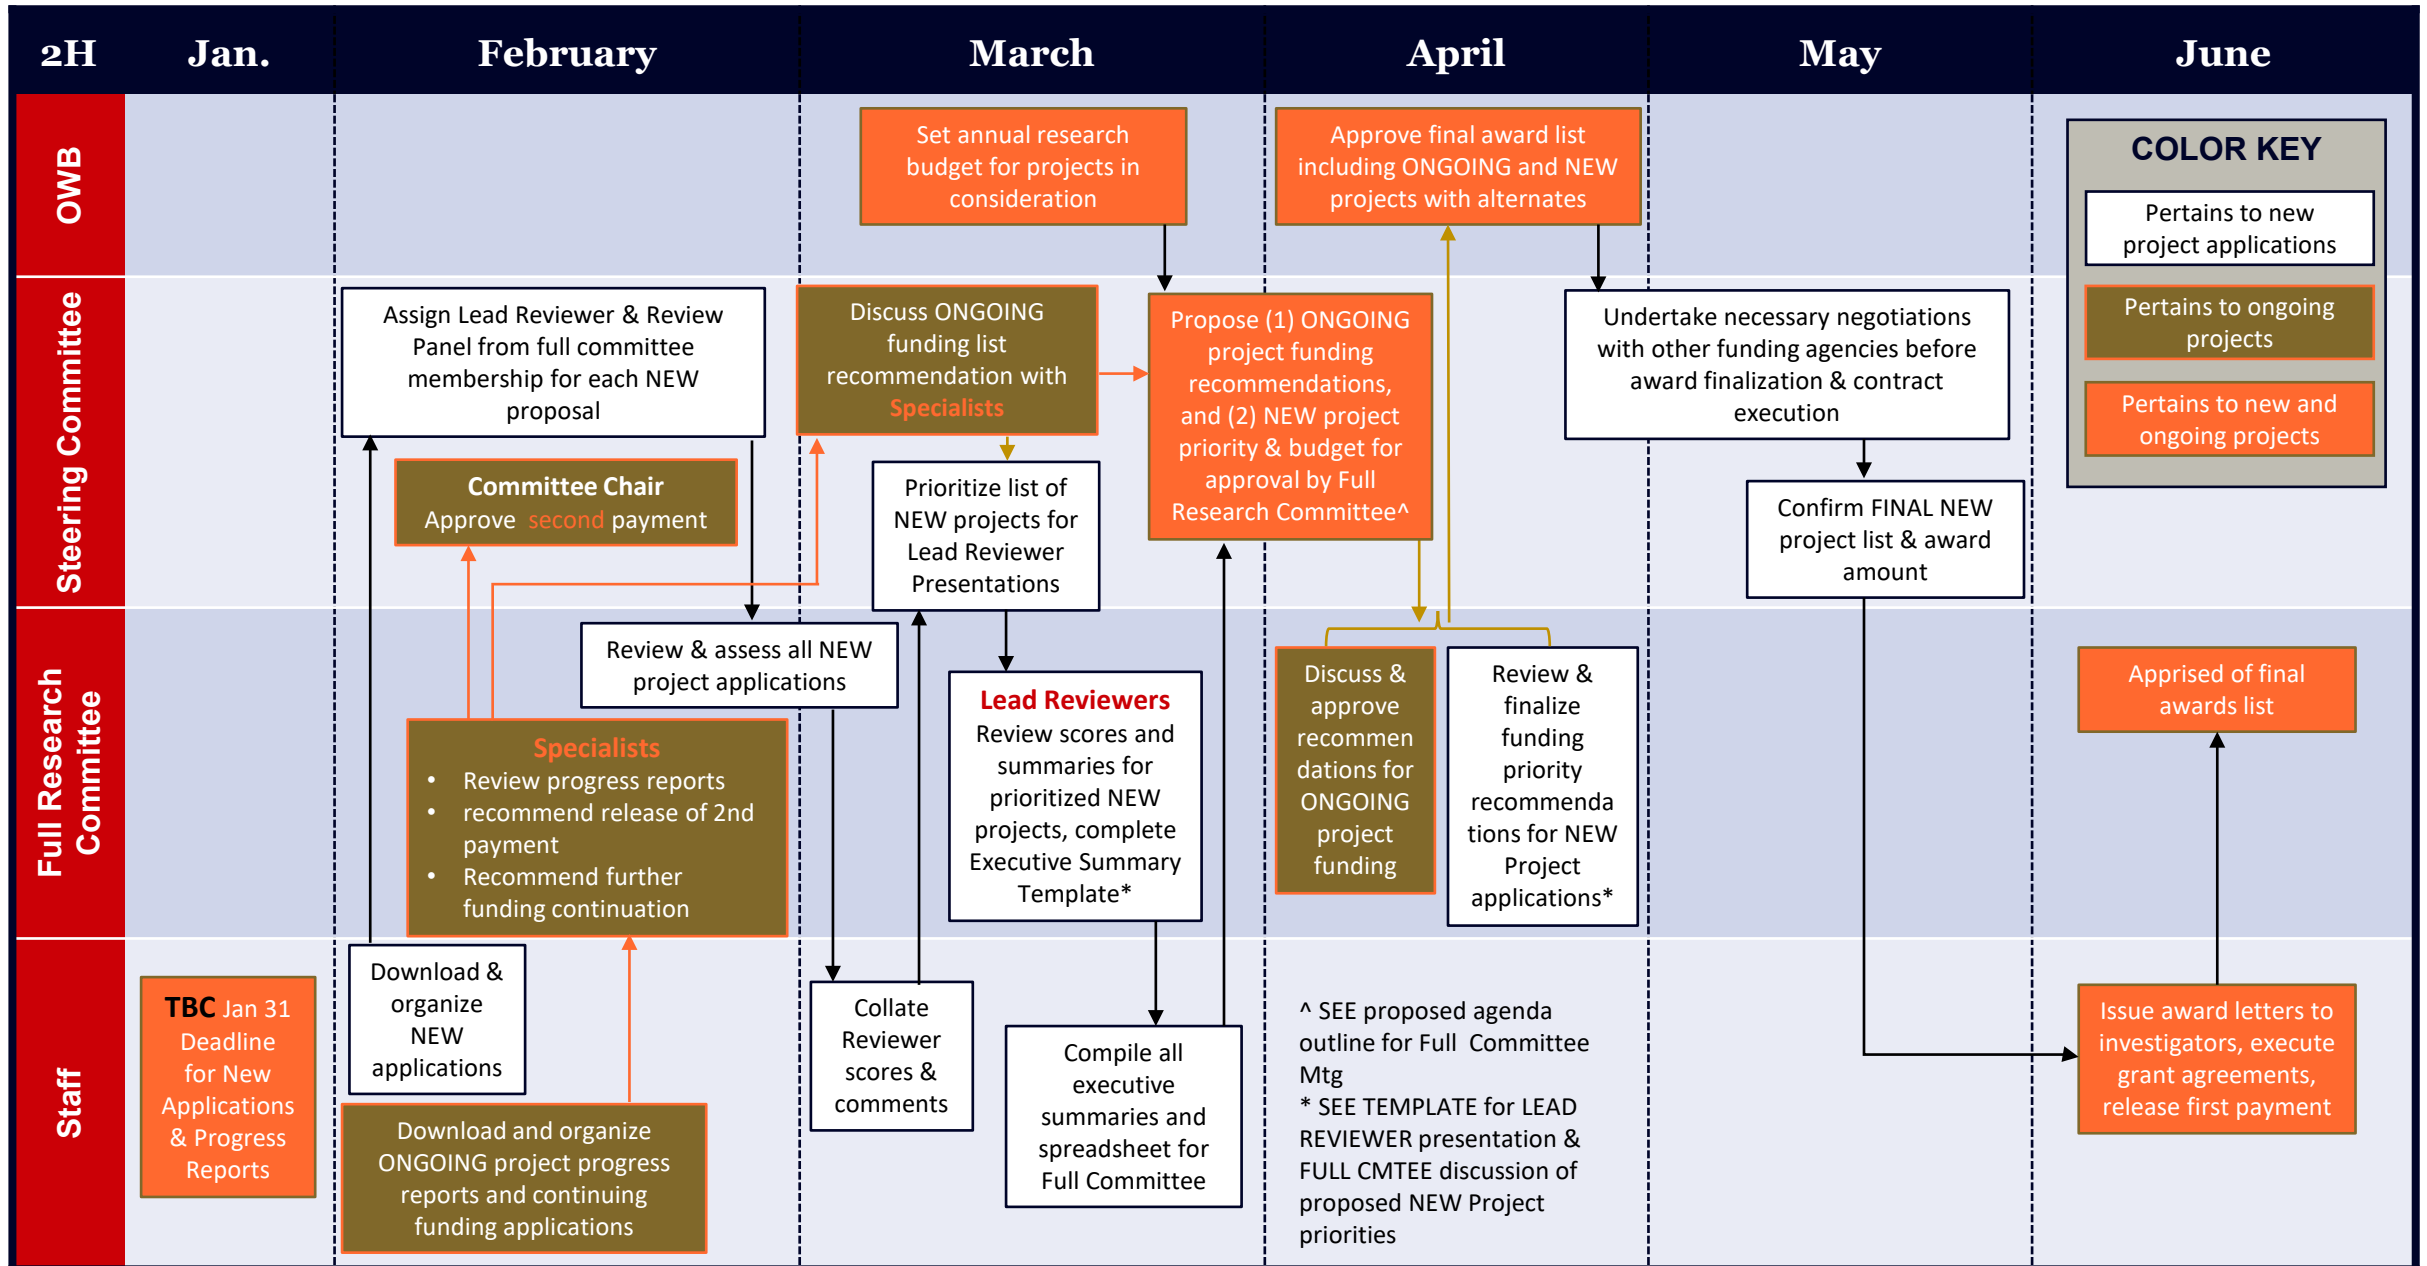 2H
Jan.
February
March
April
May
June
OWB
Set annual research
budget for projects in
consideration
Approve final award list
including ONGOING and NEW
projects with alternates
COLOR KEY
Pertains to new
project applications
Pertains to ongoing
projects
Pertains to new and
ongoing projects
Steering Committee
Assign Lead Reviewer & Review
Panel from full committee
membership for each NEW
proposal
Committee Chair
Approve second payment
Discuss ONGOING
funding list
recommendation with
Specialists
Prioritize list of
NEW projects for
Lead Reviewer
Presentations
Propose (1) ONGOING
project funding
recommendations,
and (2) NEW project
priority & budget for
approval by Full
Research Committee^
Undertake necessary negotiations
with other funding agencies before
award finalization & contract
execution
Confirm FINAL NEW
project list & award
amount
Full Research
Committee
Review & assess all NEW
project applications
Specialists
• Review progress reports
• recommend release of 2nd
payment
• Recommend further
funding continuation
Lead Reviewers
Review scores and
summaries for
prioritized NEW
projects, complete
Executive Summary
Template*
Discuss &
approve
recommen
dations for
ONGOING
project
funding
Review &
finalize
funding
priority
recommenda
tions for NEW
Project
applications*
Apprised of final
awards list
Staff
TBC Jan 31
Deadline
for New
Applications
& Progress
Reports
Download &
organize
NEW
applications
Download and organize
ONGOING project progress
reports and continuing
funding applications
Collate
Reviewer
scores &
comments
Compile all
executive
summaries and
spreadsheet for
Full Committee
^ SEE proposed agenda
outline for Full Committee
Mtg
* SEE TEMPLATE for LEAD
REVIEWER presentation &
FULL CMTEE discussion of
proposed NEW Project
priorities
Issue award letters to
investigators, execute
grant agreements,
release first payment